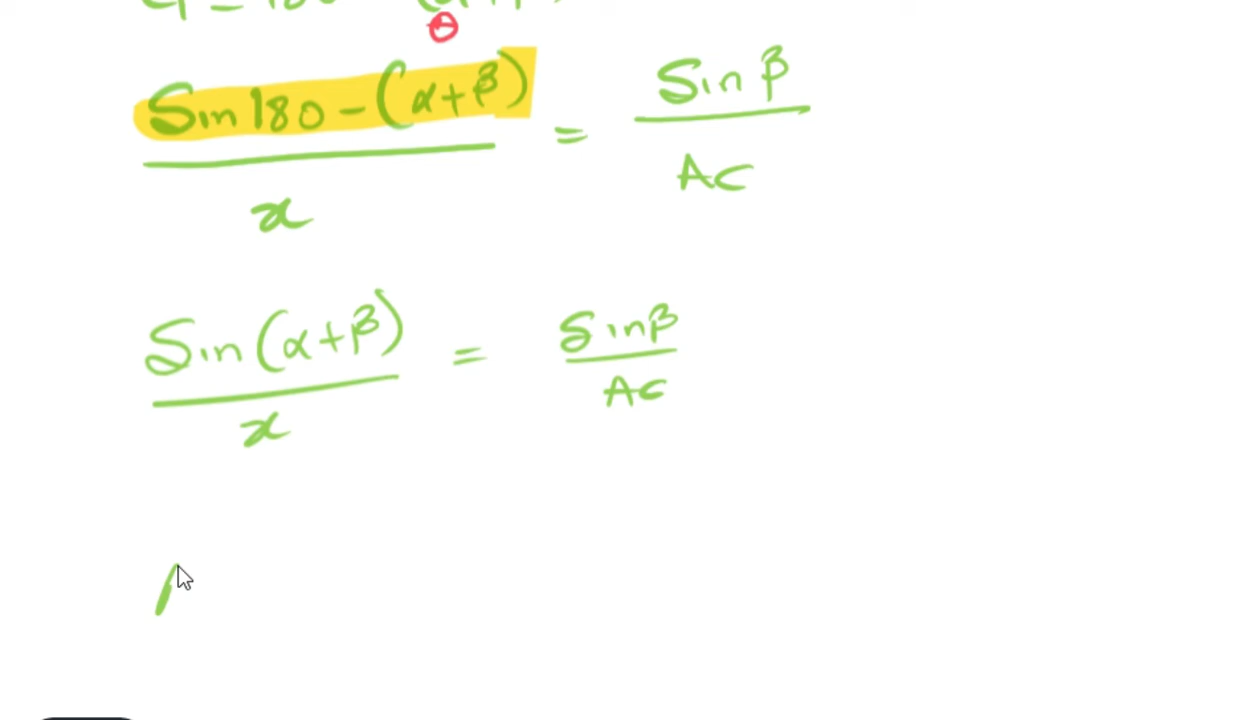 θ
Sin 180 - (α + β) / x = Sin β / AC
Sin (α + β) / x = Sin β / AC